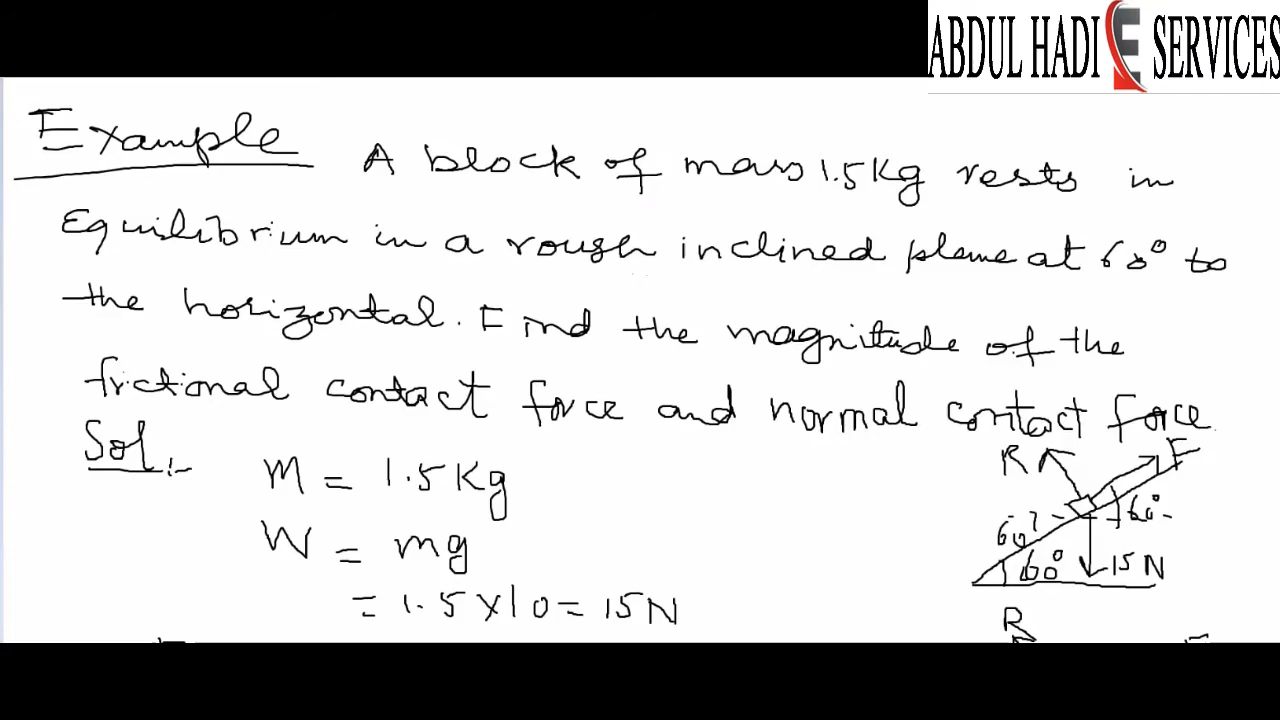 ABDUL HADI E SERVICES
Example A block of mass 1.5Kg rests in
Equilibrium in a rough inclined plane at 60° to
the horizontal. Find the magnitude of the
frictional contact force and normal contact force
Sol:-
m = 1.5Kg
W = mg
= 1.5 x 10 = 15N
R F
60°
60° 15N
R